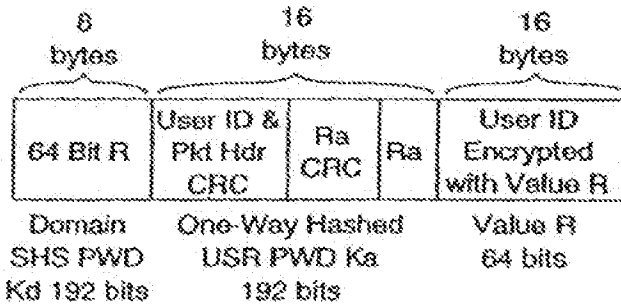 8
bytes
16
bytes
16
bytes
64 Bit R
User ID &
Pkt Hdr
CRC
Ra
CRC
Ra
User ID
Encrypted
with Value R
Domain
SHS PWD
Kd 192 bits
One-Way Hashed
USR PWD Ka
192 bits
Value R
64 bits